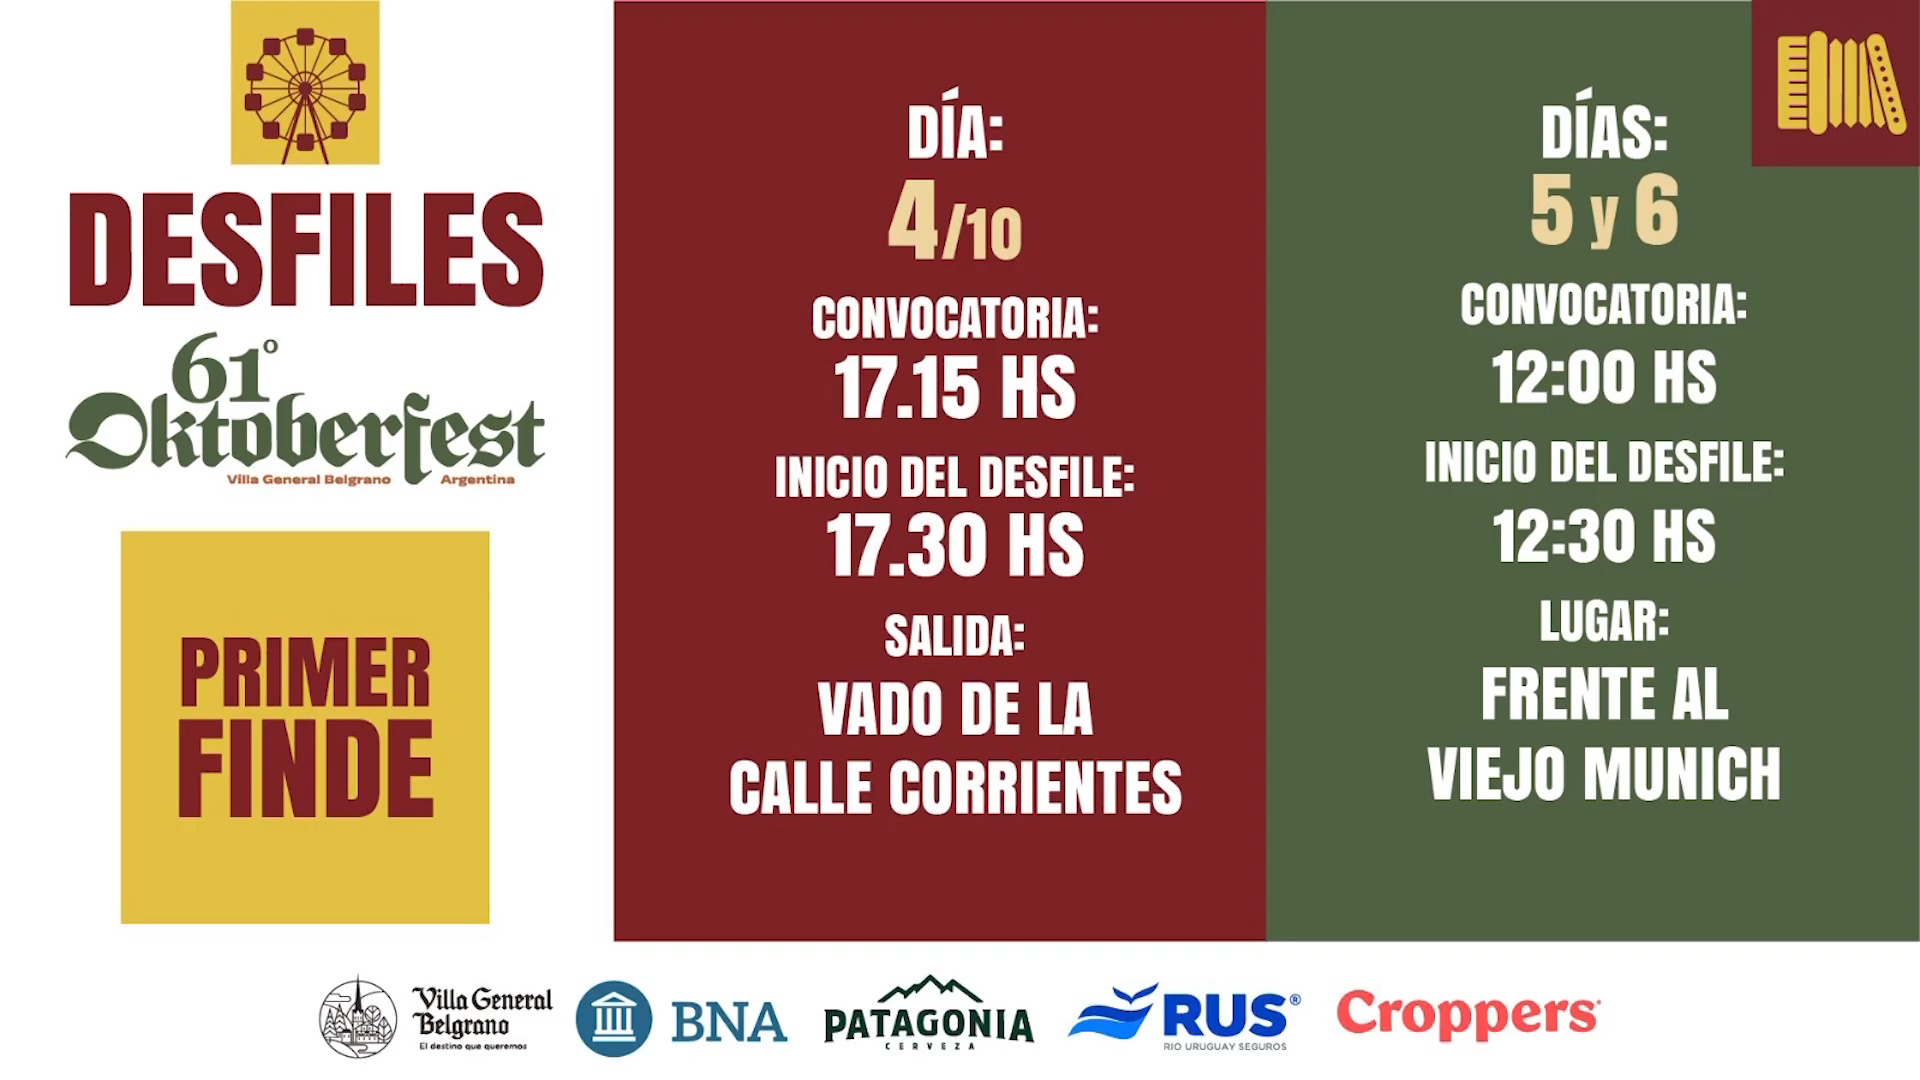 DESFILES
61º
Oktoberfest
Villa General Belgrano Argentina
PRIMER
FINDE
DÍA:
4/10
CONVOCATORIA:
17.15 HS
INICIO DEL DESFILE:
17.30 HS
SALIDA:
VADO DE LA
CALLE CORRIENTES
DÍAS:
5 y 6
CONVOCATORIA:
12:00 HS
INICIO DEL DESFILE:
12:30 HS
LUGAR:
FRENTE AL
VIEJO MUNICH
Villa General
Belgrano
El destino que queremos
BNA
PATAGONIA
CERVEZA
RUS®
RIO URUGUAY SEGUROS
Croppers